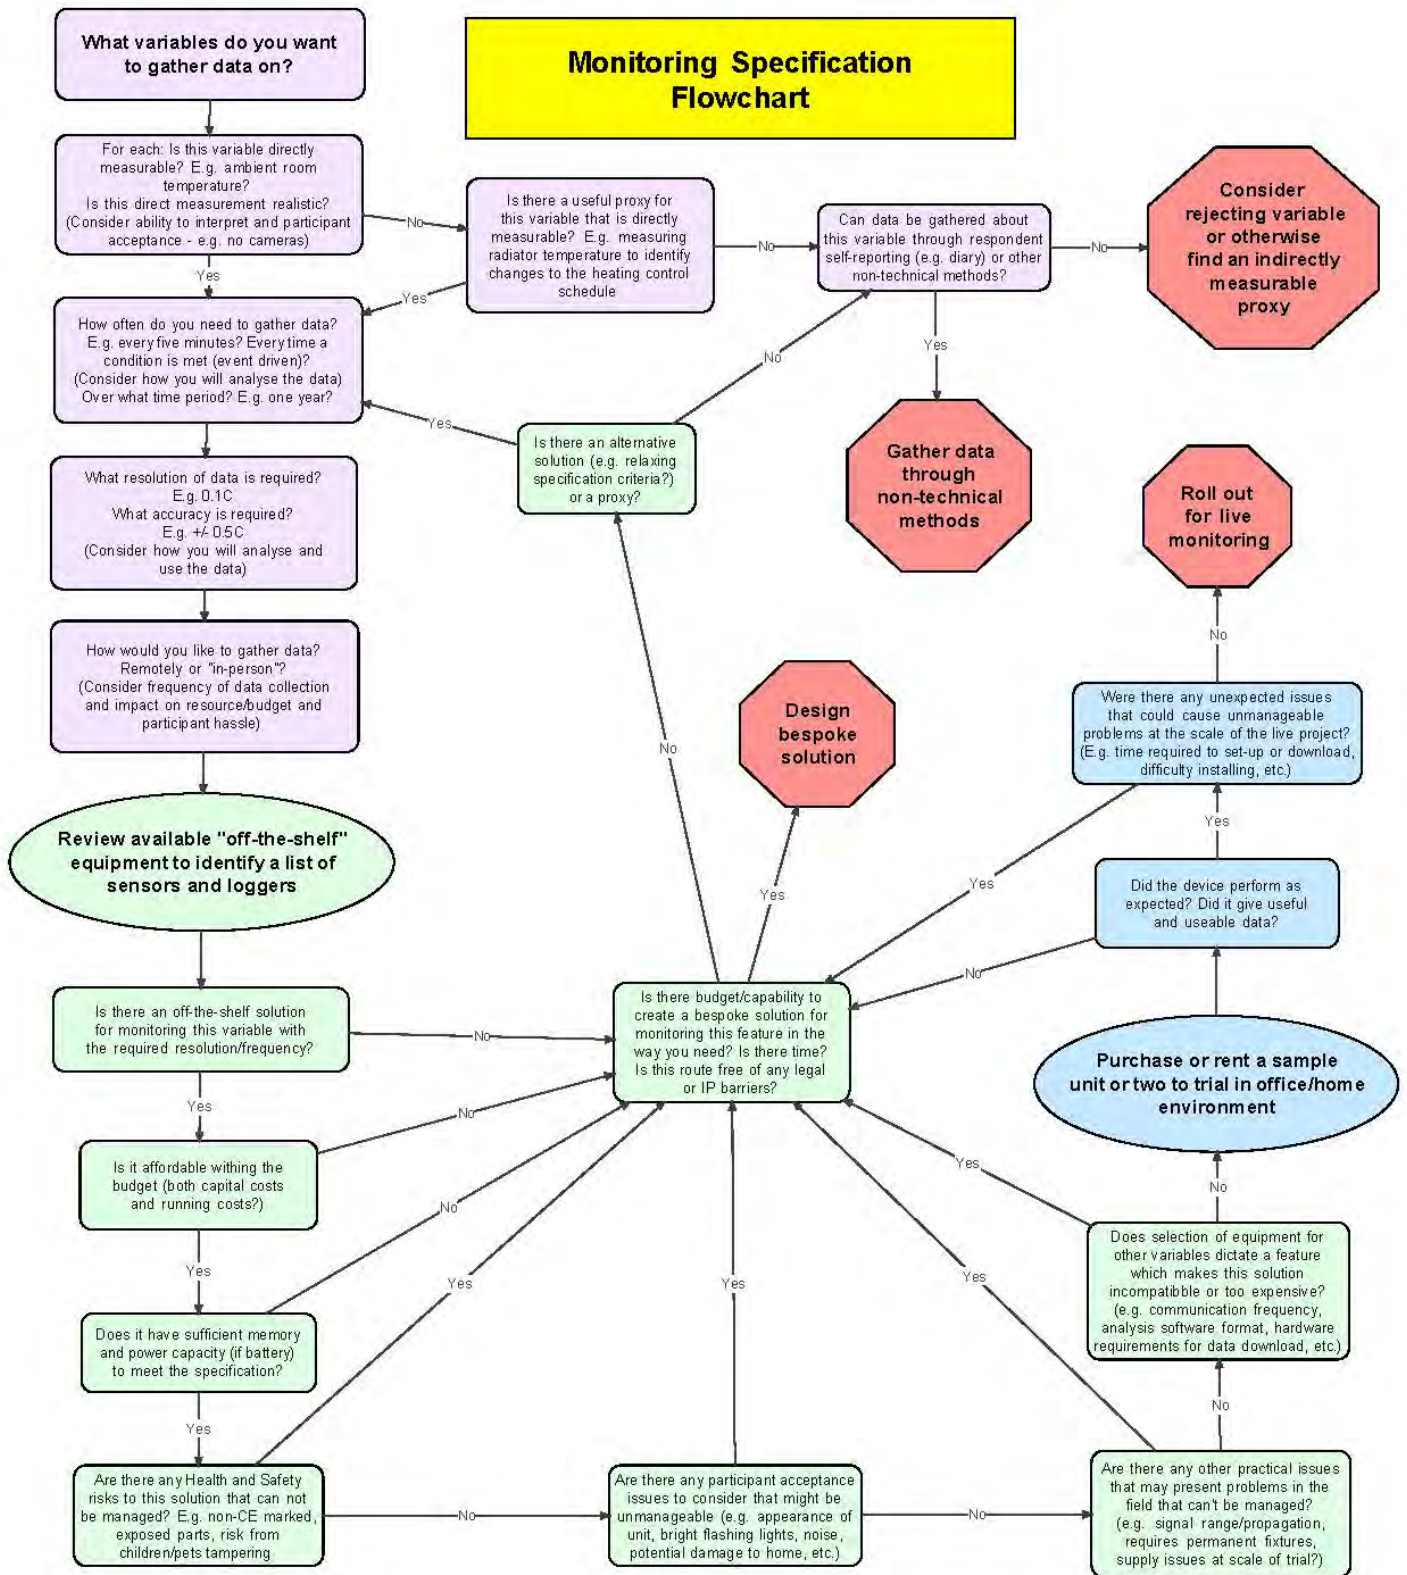 What variables do you want
to gather data on?
Monitoring Specification
Flowchart
For each: Is this variable directly
measurable? E.g. ambient room
temperature?
Is this direct measurement realistic?
(Consider ability to interpret and participant
acceptance - e.g. no cameras)
No
Is there a useful proxy for
this variable that is directly
measurable? E.g. measuring
radiator temperature to identify
changes to the heating control
schedule
No
Can data be gathered about
this variable through respondent
self-reporting (e.g. diary) or other
non-technical methods?
No
Consider
rejecting variable
or otherwise
find an indirectly
measurable
proxy
Yes
Yes
How often do you need to gather data?
E.g. every five minutes? Every time a
condition is met (event driven)?
(Consider how you will analyse the data)
Over what time period? E.g. one year?
No
Yes
Yes
Is there an alternative
solution (e.g. relaxing
specification criteria?)
or a proxy?
Gather data
through
non-technical
methods
Roll out
for live
monitoring
What resolution of data is required?
E.g. 0.1C
What accuracy is required?
E.g. +/- 0.5C
(Consider how you will analyse and
use the data)
No
How would you like to gather data?
Remotely or "in-person"?
(Consider frequency of data collection
and impact on resource/budget and
participant hassle)
No
Design
bespoke
solution
Were there any unexpected issues
that could cause unmanageable
problems at the scale of the live project?
(E.g. time required to set-up or download,
difficulty installing, etc.)
Yes
Review available "off-the-shelf"
equipment to identify a list of
sensors and loggers
Yes
Yes
Did the device perform as
expected? Did it give useful
and useable data?
No
Is there an off-the-shelf solution
for monitoring this variable with
the required resolution/frequency?
No
Is there budget/capability to
create a bespoke solution for
monitoring this feature in the
way you need? Is there time?
Is this route free of any legal
or IP barriers?
Purchase or rent a sample
unit or two to trial in office/home
environment
Yes
No
Is it affordable withing the
budget (both capital costs
and running costs?)
No
Yes
No
Yes
Yes
Yes
Yes
Does selection of equipment for
other variables dictate a feature
which makes this solution
incompatibble or too expensive?
(e.g. communication frequency,
analysis software format, hardware
requirements for data download, etc.)
Does it have sufficient memory
and power capacity (if battery)
to meet the specification?
Yes
No
Are there any Health and Safety
risks to this solution that can not
be managed? E.g. non-CE marked,
exposed parts, risk from
children/pets tampering
No
Are there any participant acceptance
issues to consider that might be
unmanageable (e.g. appearance of
unit, bright flashing lights, noise,
potential damage to home, etc.)
No
Are there any other practical issues
that may present problems in the
field that can't be managed?
(e.g. signal range/propagation,
requires permanent fixtures,
supply issues at scale of trial?)